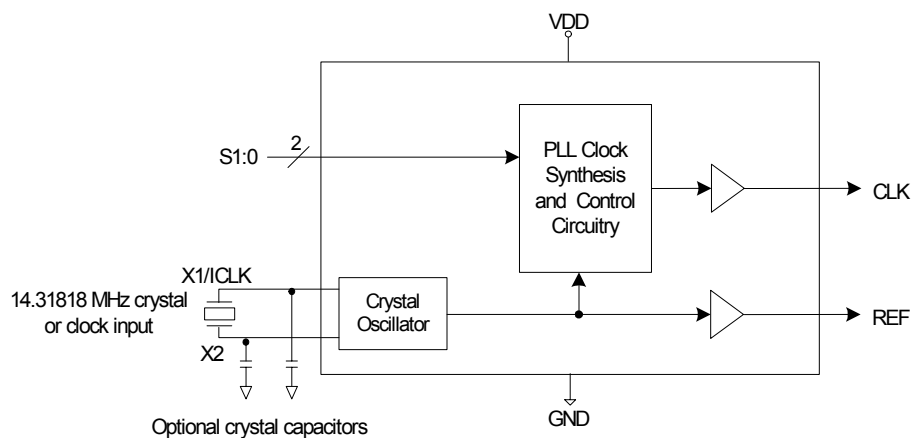 VDD
S1:0
2
PLL Clock
Synthesis
and Control
Circuitry
CLK
X1/ICLK
14.31818 MHz crystal
or clock input
X2
Crystal
Oscillator
REF
GND
Optional crystal capacitors